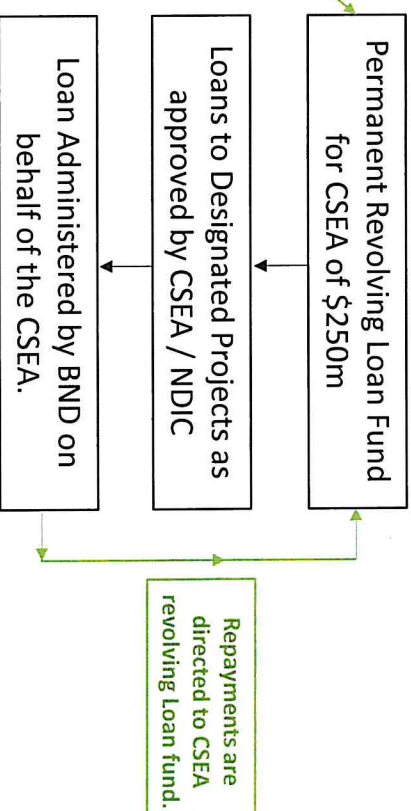 Permanent Revolving Loan Fund
for CSEA of $250m
Loans to Designated Projects as
approved by CSEA / NDIC
Loan Administered by BND on
behalf of the CSEA.
Repayments are
directed to CSEA
revolving Loan fund.